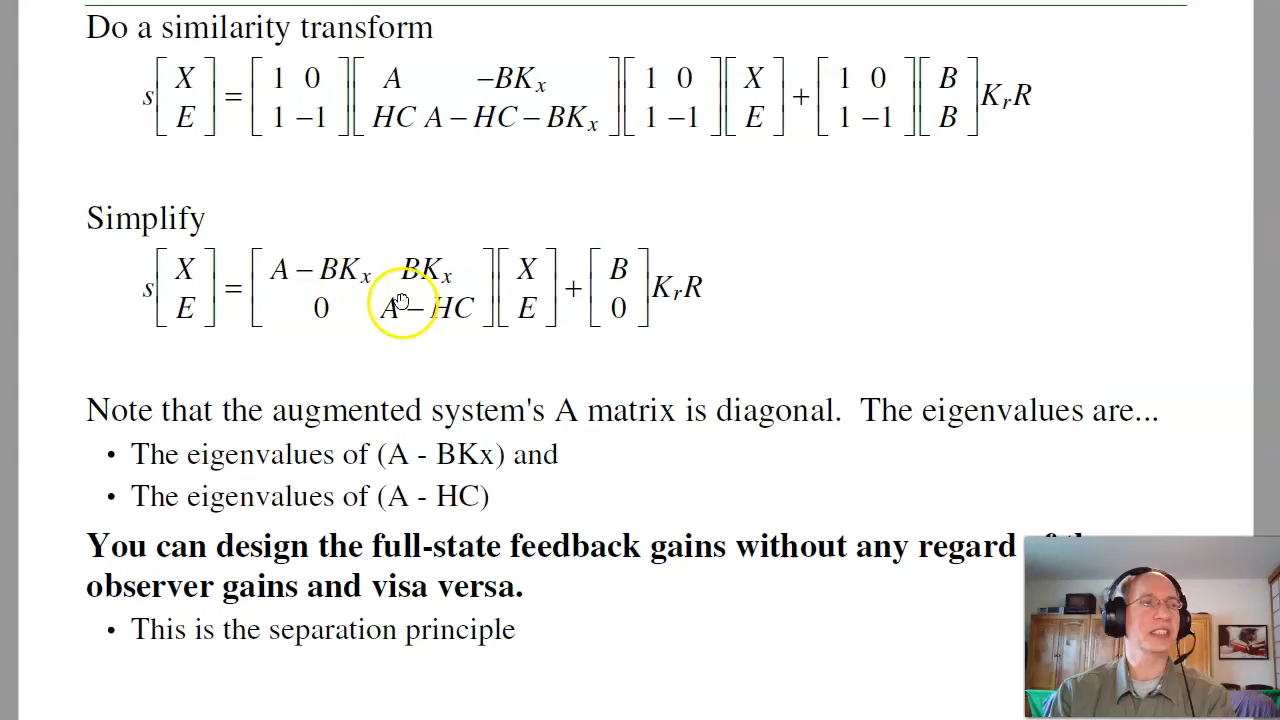 Do a similarity transform
s[X E] = [1 0 1 −1][A −BKx HC A − HC − BKx][1 0 1 −1][X E] + [1 0 1 −1][B B]KrR
Simplify
s[X E] = [A − BKx BKx 0 A − HC][X E] + [B 0]KrR
Note that the augmented system's A matrix is diagonal. The eigenvalues are...
• The eigenvalues of (A - BKx) and
• The eigenvalues of (A - HC)
You can design the full-state feedback gains without any regard
observer gains and visa versa.
• This is the separation principle